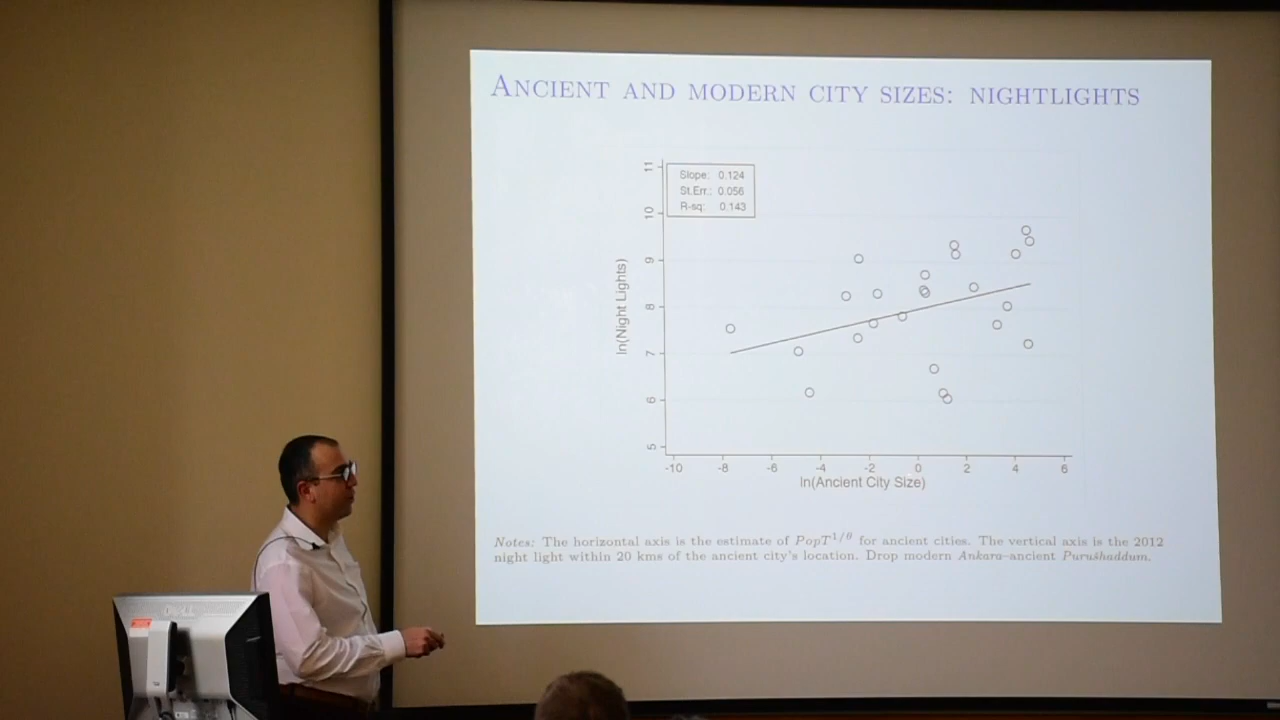 ANCIENT AND MODERN CITY SIZES: NIGHTLIGHTS
Slope: 0.124
St.Err.: 0.056
R-sq: 0.143
ln(Night Lights)
11
10
9
8
7
6
5
-10 -8 -6 -4 -2 0 2 4 6
ln(Ancient City Size)
Notes: The horizontal axis is the estimate of PopT^{1/θ} for ancient cities. The vertical axis is the 2012
night light within 20 kms of the ancient city's location. Drop modern Ankara–ancient Purušhaddum.
DELL